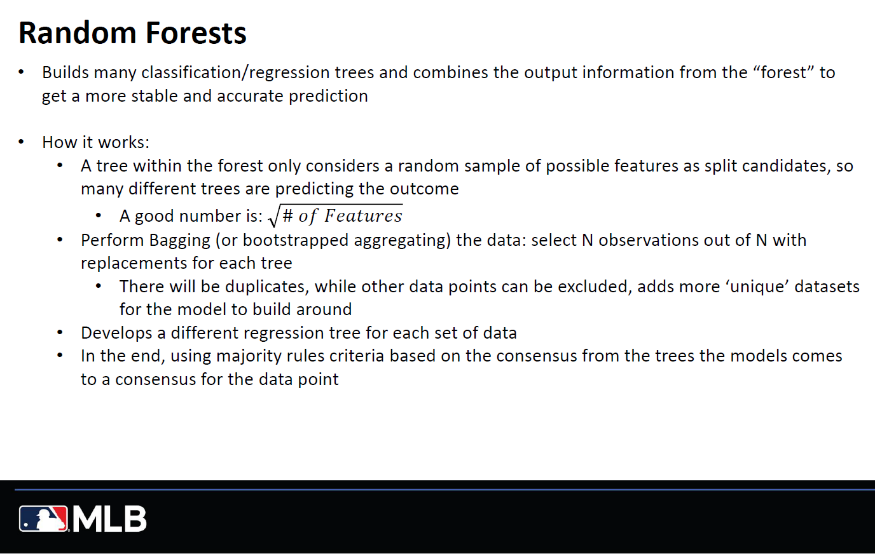 Random Forests
• Builds many classification/regression trees and combines the output information from the “forest” to
get a more stable and accurate prediction
• How it works:
• A tree within the forest only considers a random sample of possible features as split candidates, so
many different trees are predicting the outcome
• A good number is: √# of Features
• Perform Bagging (or bootstrapped aggregating) the data: select N observations out of N with
replacements for each tree
• There will be duplicates, while other data points can be excluded, adds more ‘unique’ datasets
for the model to build around
• Develops a different regression tree for each set of data
• In the end, using majority rules criteria based on the consensus from the trees the models comes
to a consensus for the data point
MLB